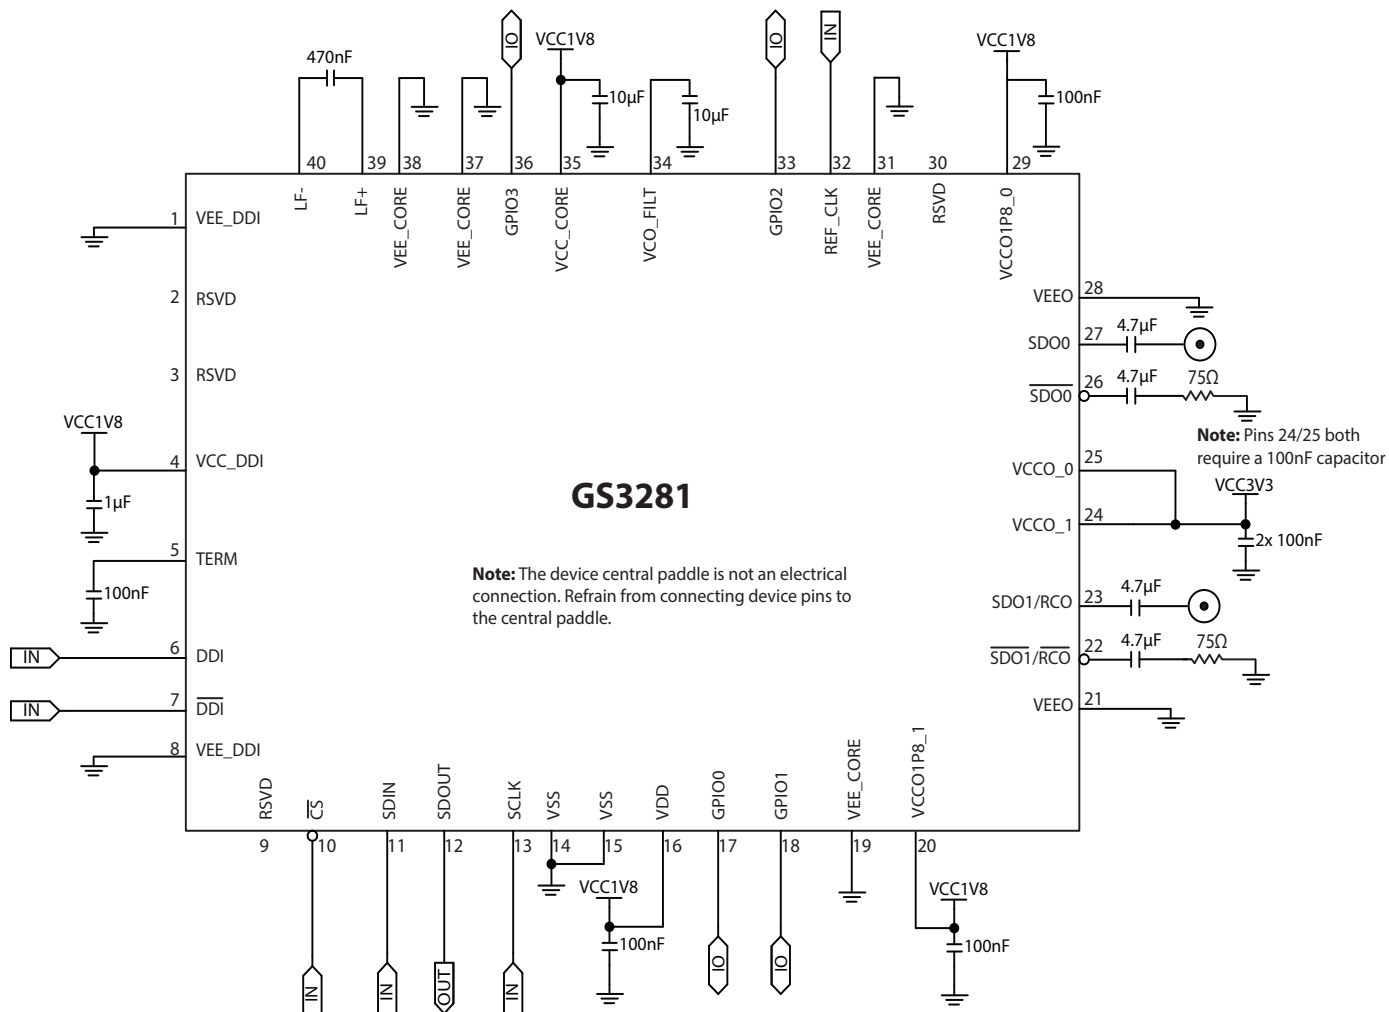 470nF
IO
VCC1V8
10μF
10μF
IO
IN
VCC1V8
100nF
40
39
38
37
36
35
34
33
32
31
30
29
LF-
LF+
VEE_CORE
VEE_CORE
GPIO3
VCC_CORE
VCO_FILT
GPIO2
REF_CLK
VEE_CORE
RSVD
VCCO1P8_0
1 VEE_DDI
2 RSVD
3 RSVD
VCC1V8
4 VCC_DDI
1μF
5 TERM
100nF
IN 6 DDI
IN 7 DDI
8 VEE_DDI
GS3281
Note: The device central paddle is not an electrical
connection. Refrain from connecting device pins to
the central paddle.
VEEO 28
SDO0 27 4.7μF
SDO0 26 4.7μF 75Ω
Note: Pins 24/25 both
require a 100nF capacitor
VCCO_0 25
VCC3V3
VCCO_1 24
2x 100nF
SDO1/RCO 23 4.7μF
SDO1/RCO 22 4.7μF 75Ω
VEEO 21
RSVD
CS
SDIN
SDOUT
SCLK
VSS
VSS
VDD
GPIO0
GPIO1
VEE_CORE
VCCO1P8_1
9
10
11
12
13
14
15
16
17
18
19
20
VCC1V8
100nF
VCC1V8
100nF
IN
IN
OUT
IN
IO
IO